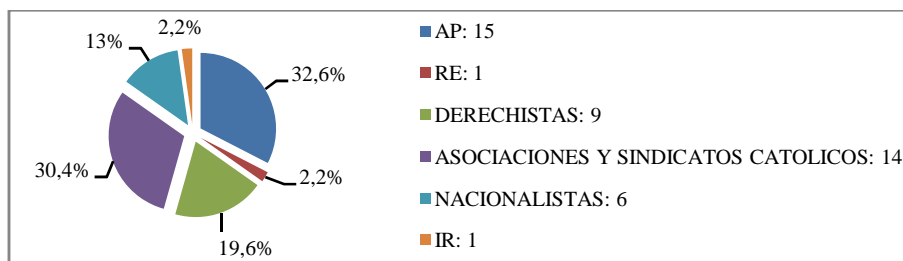 2,2%
13%
32,6%
30,4%
2,2%
19,6%
AP: 15
RE: 1
DERECHISTAS: 9
ASOCIACIONES Y SINDICATOS CATOLICOS: 14
NACIONALISTAS: 6
IR: 1